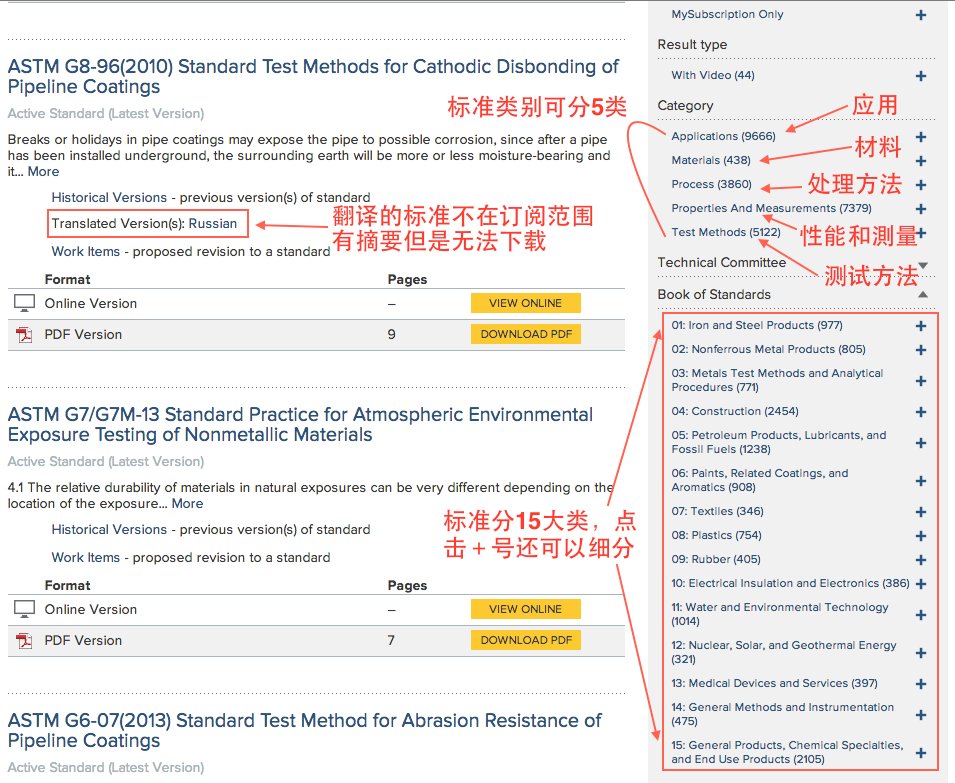 ASTM G8-96(2010) Standard Test Methods for Cathodic Disbonding of
Pipeline Coatings
Active Standard (Latest Version)
Breaks or holidays in pipe coatings may expose the pipe to possible corrosion, since after a pipe
has been installed underground, the surrounding earth will be more or less moisture-bearing and
it... More
Historical Versions - previous version(s) of standard
Translated Version(s): Russian
翻译的标准不在订阅范围
有摘要但是无法下载
Work Items - proposed revision to a standard
Format Pages
Online Version – VIEW ONLINE
PDF Version 9 DOWNLOAD PDF
ASTM G7/G7M-13 Standard Practice for Atmospheric Environmental
Exposure Testing of Nonmetallic Materials
Active Standard (Latest Version)
4.1 The relative durability of materials in natural exposures can be very different depending on the
location of the exposure... More
Historical Versions - previous version(s) of standard
Work Items - proposed revision to a standard
Format Pages
Online Version – VIEW ONLINE
PDF Version 7 DOWNLOAD PDF
ASTM G6-07(2013) Standard Test Method for Abrasion Resistance of
Pipeline Coatings
Active Standard (Latest Version)
MySubscription Only +
Result type
With Video (44) +
标准类别可分5类
Category
应用
Applications (9666) +
材料
Materials (438) +
处理方法
Process (3860) +
Properties And Measurements (7379) +
性能和测量
Test Methods (5122) +
测试方法
Technical Committee
Book of Standards
标准分15大类，点
击＋号还可以细分
01: Iron and Steel Products (977) +
02: Nonferrous Metal Products (805) +
03: Metals Test Methods and Analytical
Procedures (771) +
04: Construction (2454) +
05: Petroleum Products, Lubricants, and
Fossil Fuels (1238) +
06: Paints, Related Coatings, and
Aromatics (908) +
07: Textiles (346) +
08: Plastics (754) +
09: Rubber (405) +
10: Electrical Insulation and Electronics (386) +
11: Water and Environmental Technology
(1014) +
12: Nuclear, Solar, and Geothermal Energy
(321) +
13: Medical Devices and Services (397) +
14: General Methods and Instrumentation
(475) +
15: General Products, Chemical Specialties,
and End Use Products (2105) +